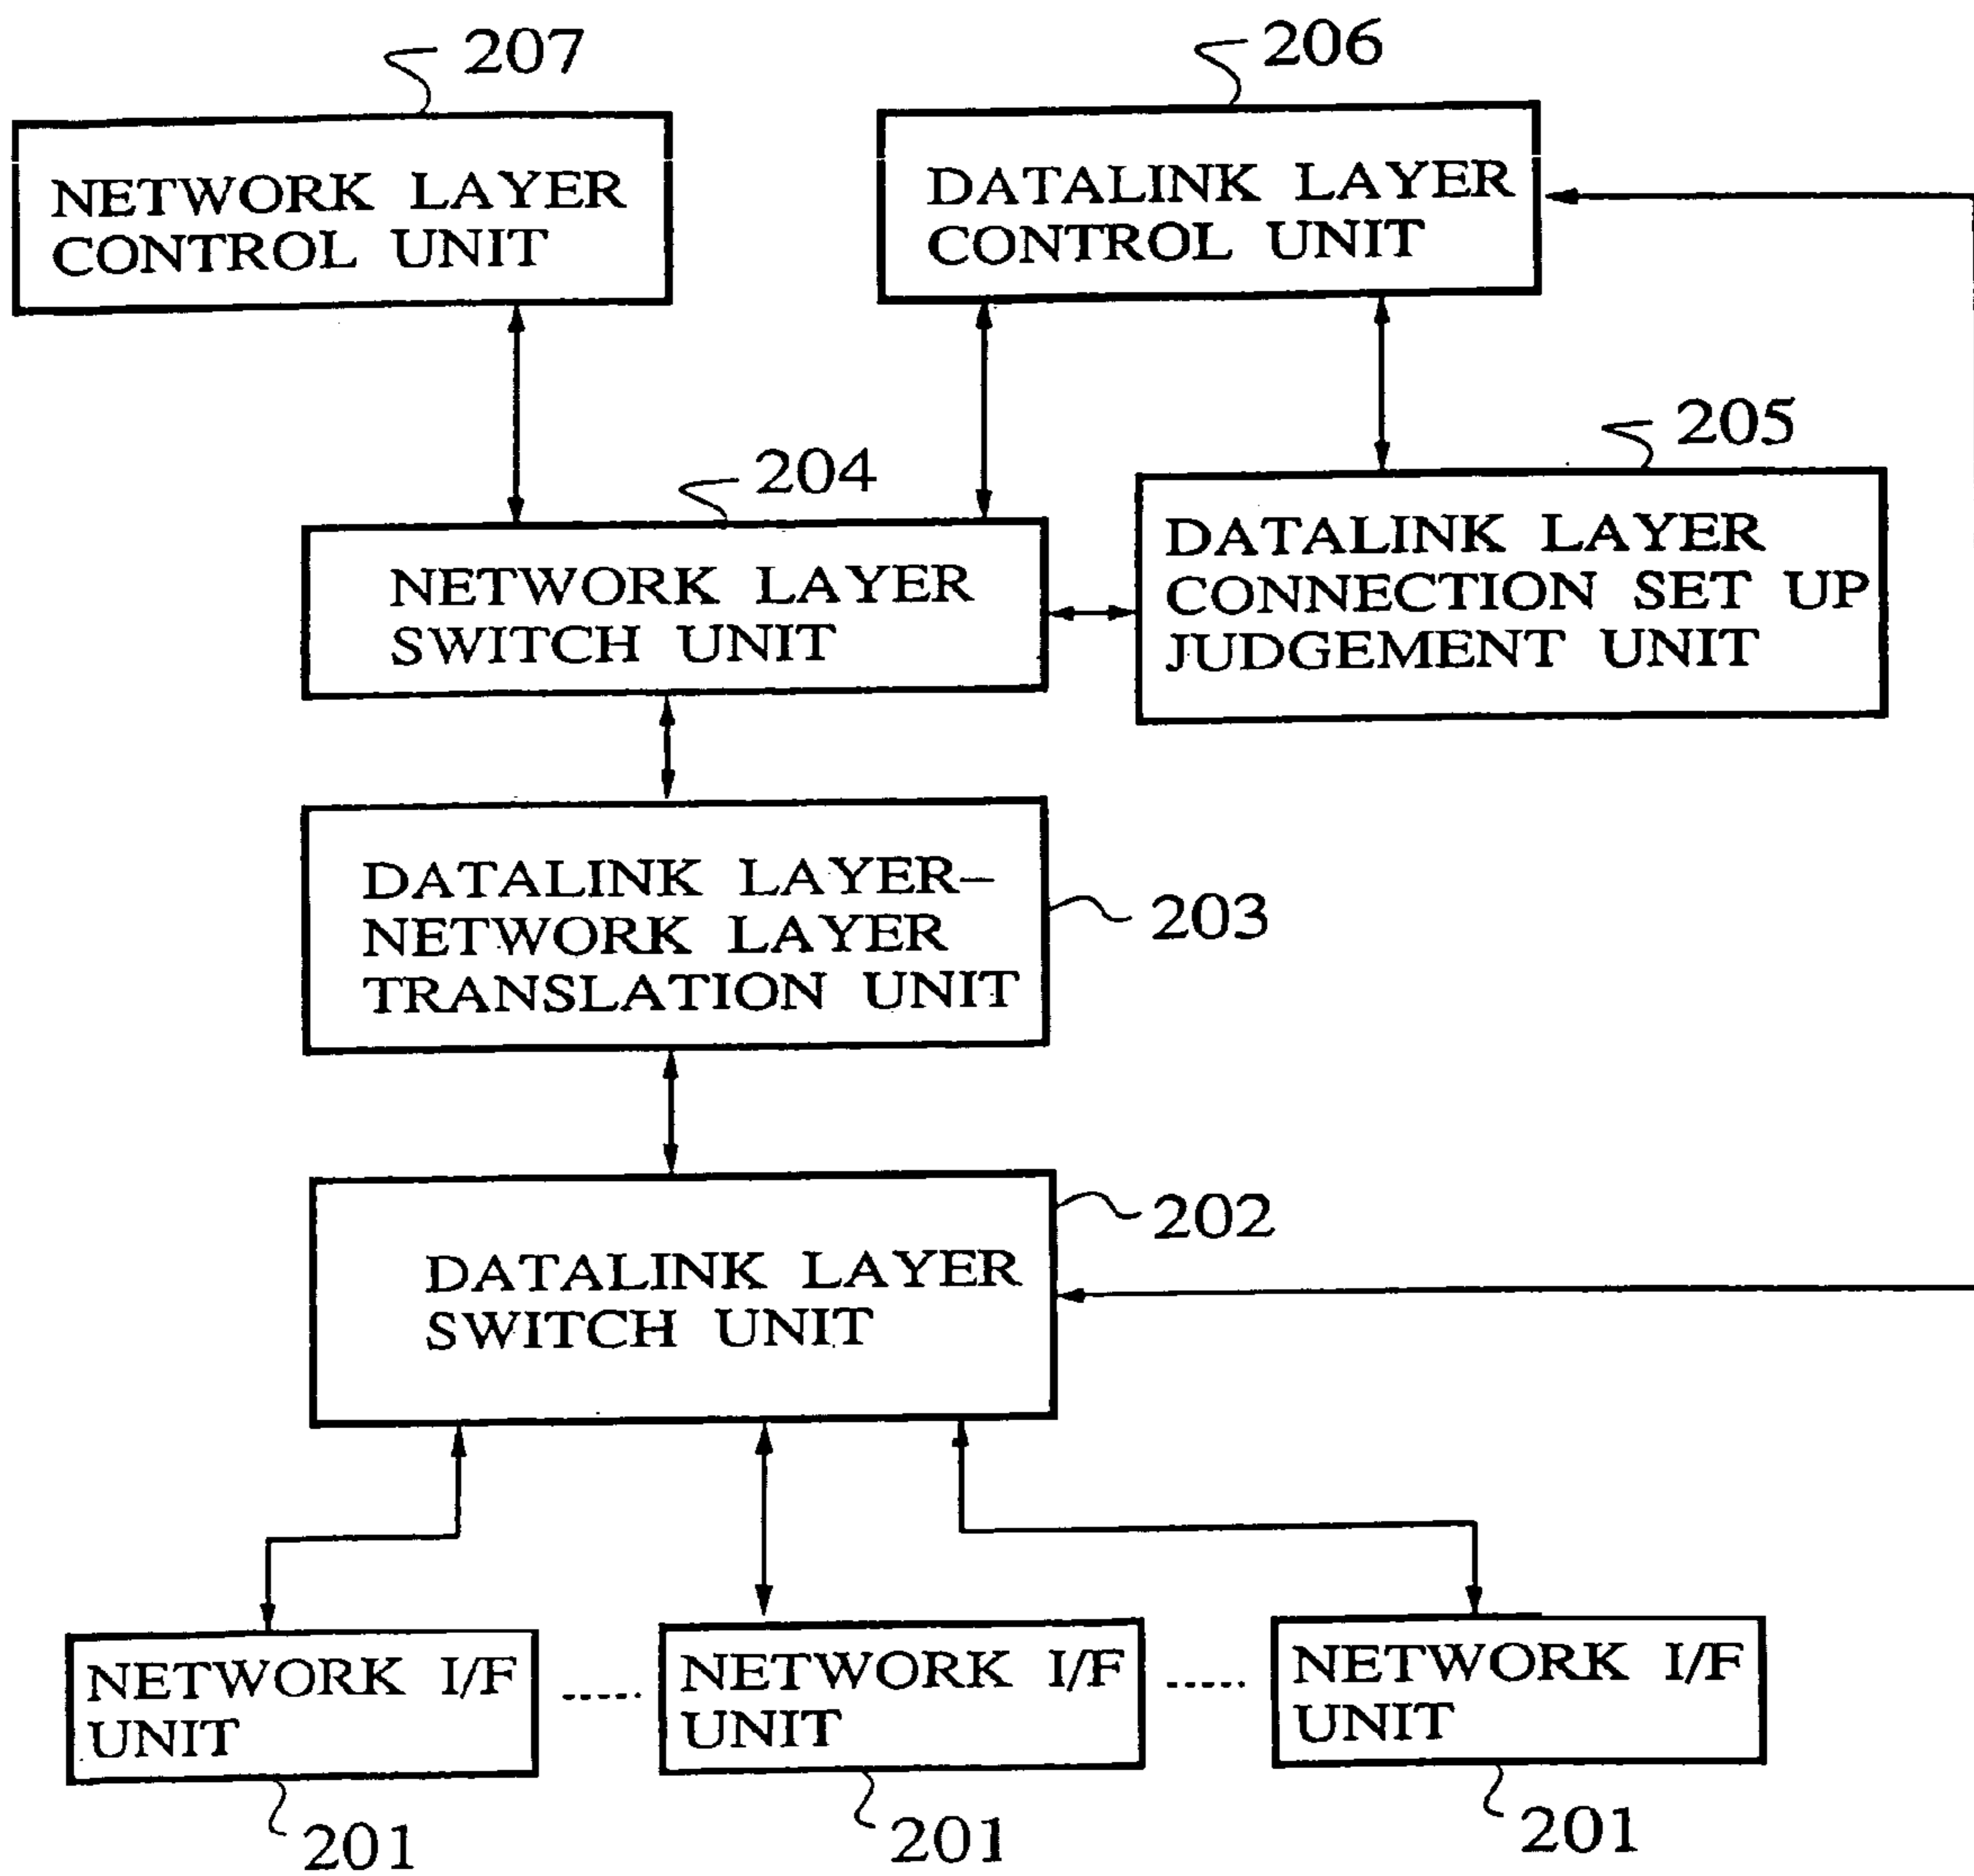 207
206
NETWORK LAYER
CONTROL UNIT
DATALINK LAYER
CONTROL UNIT
205
204
NETWORK LAYER
SWITCH UNIT
DATALINK LAYER
CONNECTION SET UP
JUDGEMENT UNIT
DATALINK LAYER–
NETWORK LAYER
TRANSLATION UNIT
203
202
DATALINK LAYER
SWITCH UNIT
NETWORK I/F
UNIT
NETWORK I/F
UNIT
NETWORK I/F
UNIT
201
201
201